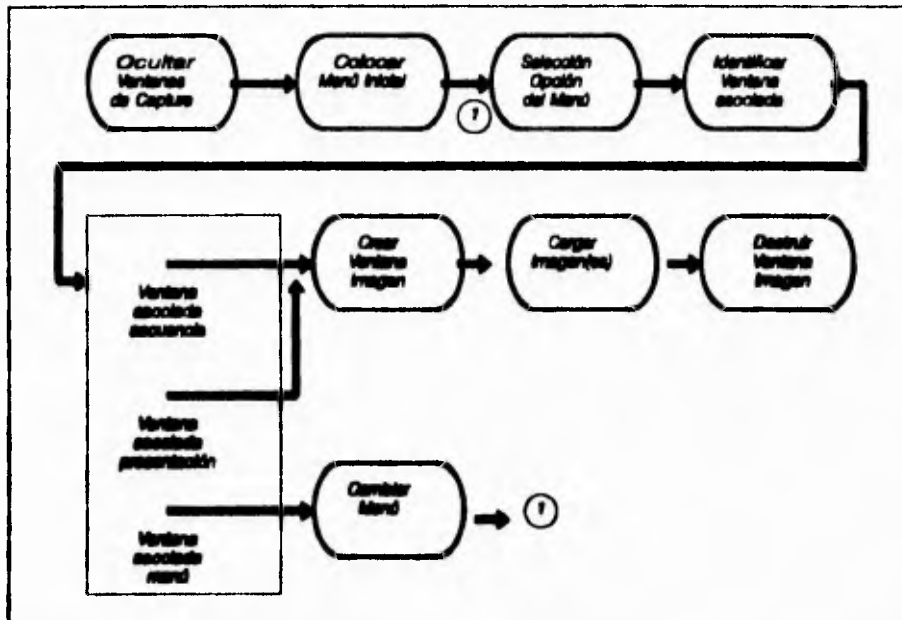 Ocultar
Ventanas
de Captura
Colocar
Menú Inicial
1
Selección
Opción
del Menú
Identificar
Ventana
asociada
Ventana
asociada
secuencia
Crear
Ventana
Imagen
Cargar
Imagen(es)
Destruir
Ventana
Imagen
Ventana
asociada
presentación
Ventana
asociada
menú
Cambiar
Menú
1